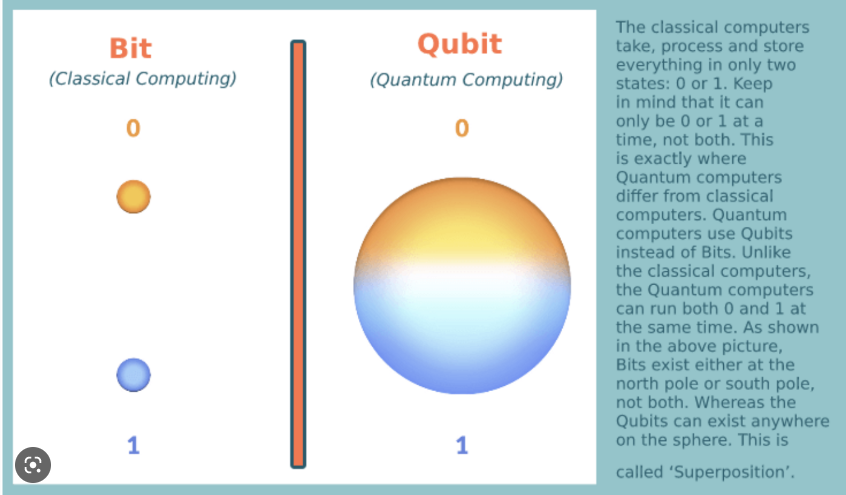 Bit
(Classical Computing)
0
1
Qubit
(Quantum Computing)
0
1
The classical computers
take, process and store
everything in only two
states: 0 or 1. Keep
in mind that it can
only be 0 or 1 at a
time, not both. This
is exactly where
Quantum computers
differ from classical
computers. Quantum
computers use Qubits
instead of Bits. Unlike
the classical computers,
the Quantum computers
can run both 0 and 1 at
the same time. As shown
in the above picture,
Bits exist either at the
north pole or south pole,
not both. Whereas the
Qubits can exist anywhere
on the sphere. This is
called ‘Superposition’.